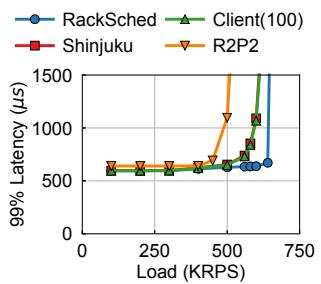 RackSched
Client(100)
Shinjuku
R2P2
99% Latency (μs)
1500
1000
500
0
0
250
500
750
Load (KRPS)